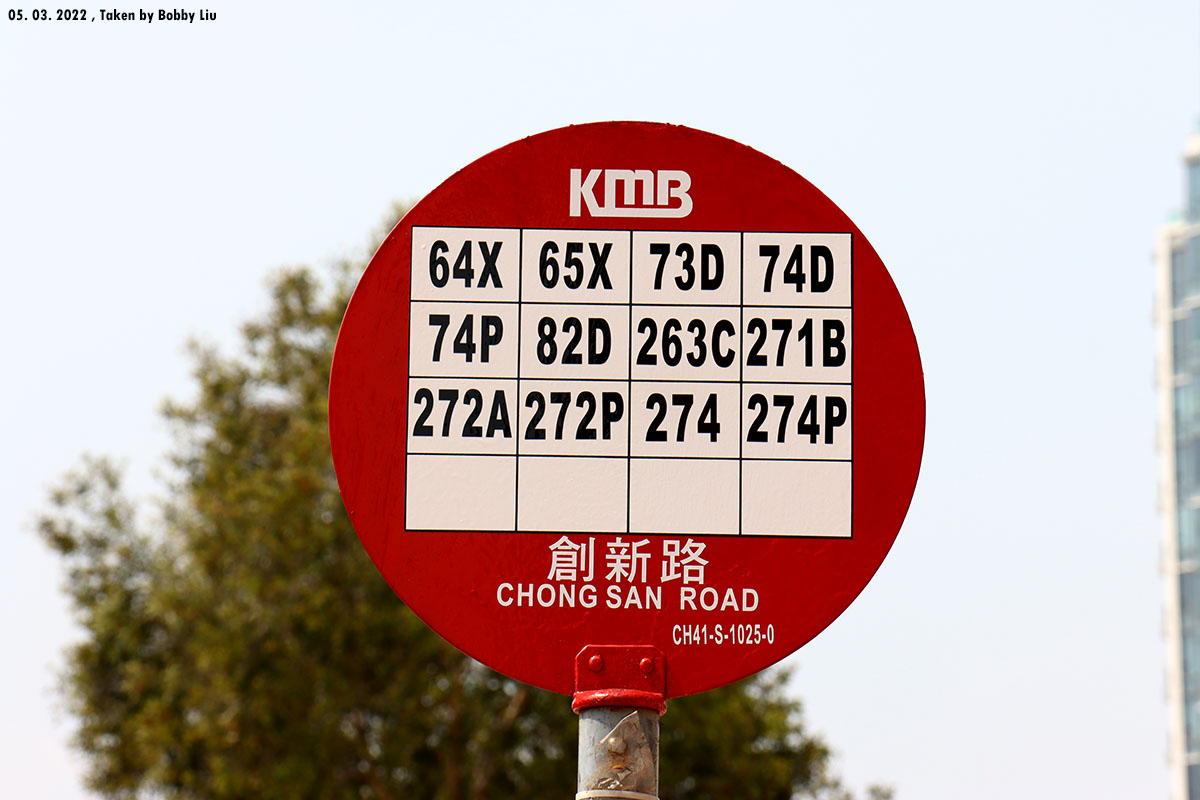 05. 03. 2022 , Taken by Bobby Liu
KMB
64X 65X 73D 74D
74P 82D 263C 271B
272A 272P 274 274P
創新路
CHONG SAN ROAD
CH41-S-1025-0